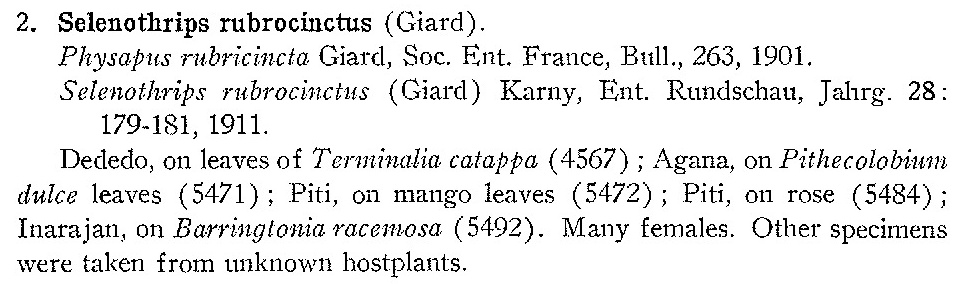 2. Selenothrips rubrocinctus (Giard).
Physapus rubricincta Giard, Soc. Ent. France, Bull., 263, 1901.
Selenothrips rubrocinctus (Giard) Karny, Ent. Rundschau, Jahrg. 28:
179-181, 1911.
Dededo, on leaves of Terminalia catappa (4567) ; Agana, on Pithecolobium
dulce leaves (5471) ; Piti, on mango leaves (5472) ; Piti, on rose (5484) ;
Inarajan, on Barringtonia racemosa (5492). Many females. Other specimens
were taken from unknown hostplants.